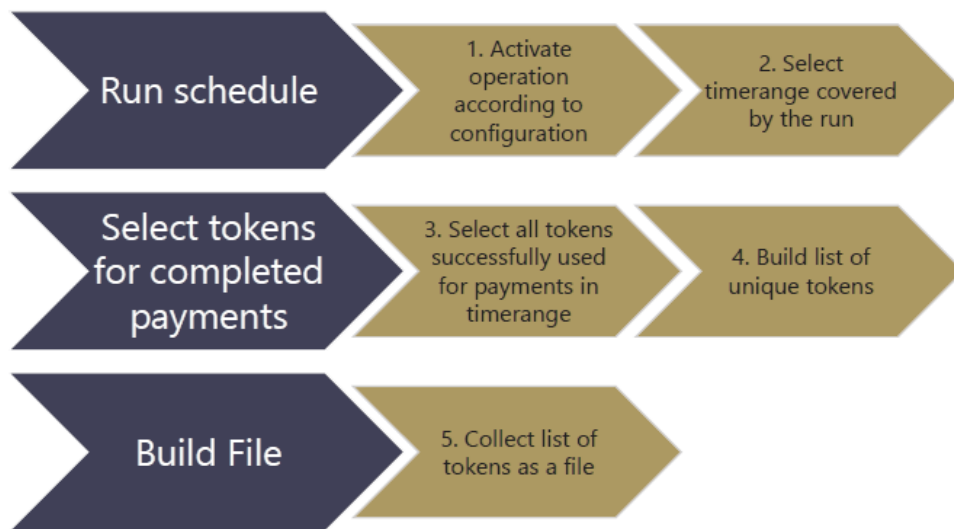 Run schedule
1. Activate
operation
according to
configuration
2. Select
timerange covered
by the run
Select tokens
for completed
payments
3. Select all tokens
successfully used
for payments in
timerange
4. Build list of
unique tokens
Build File
5. Collect list of
tokens as a file